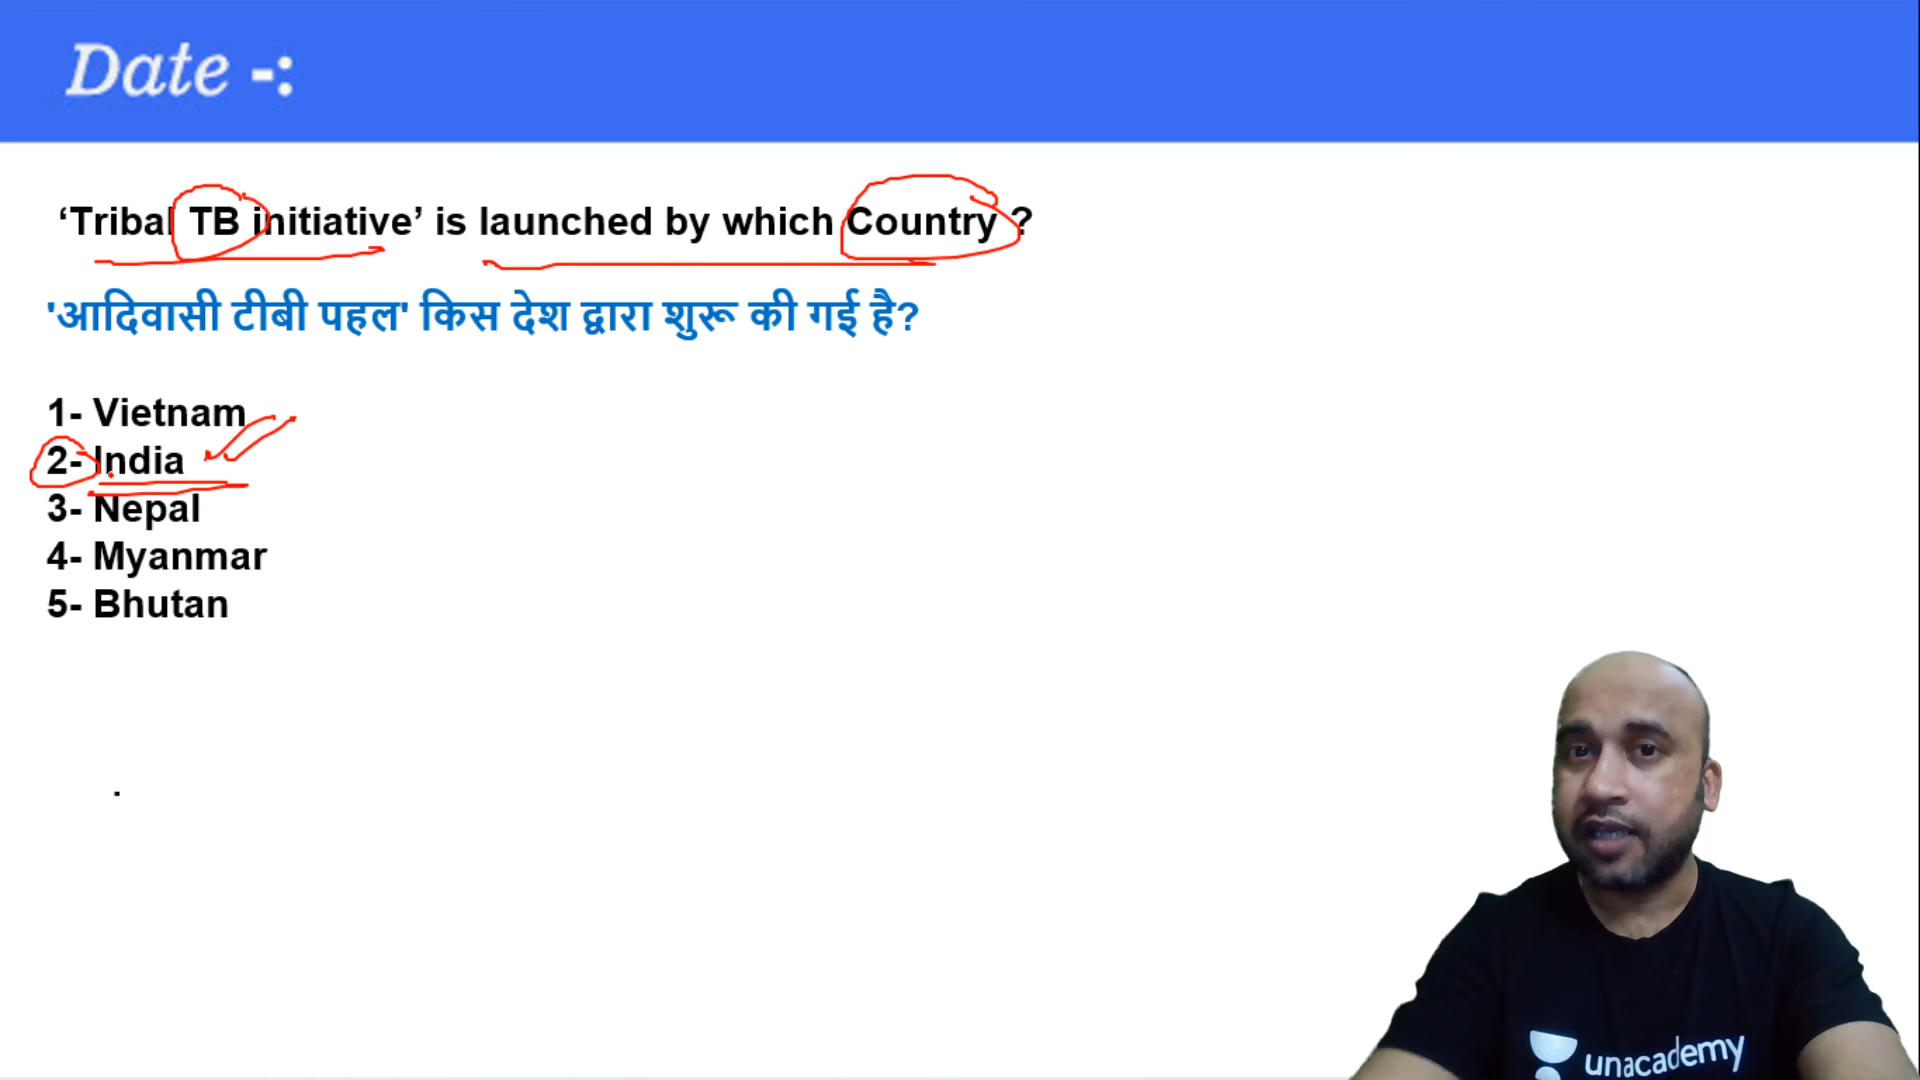 Date -:
‘Tribal TB initiative’ is launched by which Country ?
'आदिवासी टीबी पहल' किस देश द्वारा शुरू की गई है?
1- Vietnam
2- India
3- Nepal
4- Myanmar
5- Bhutan
unacademy